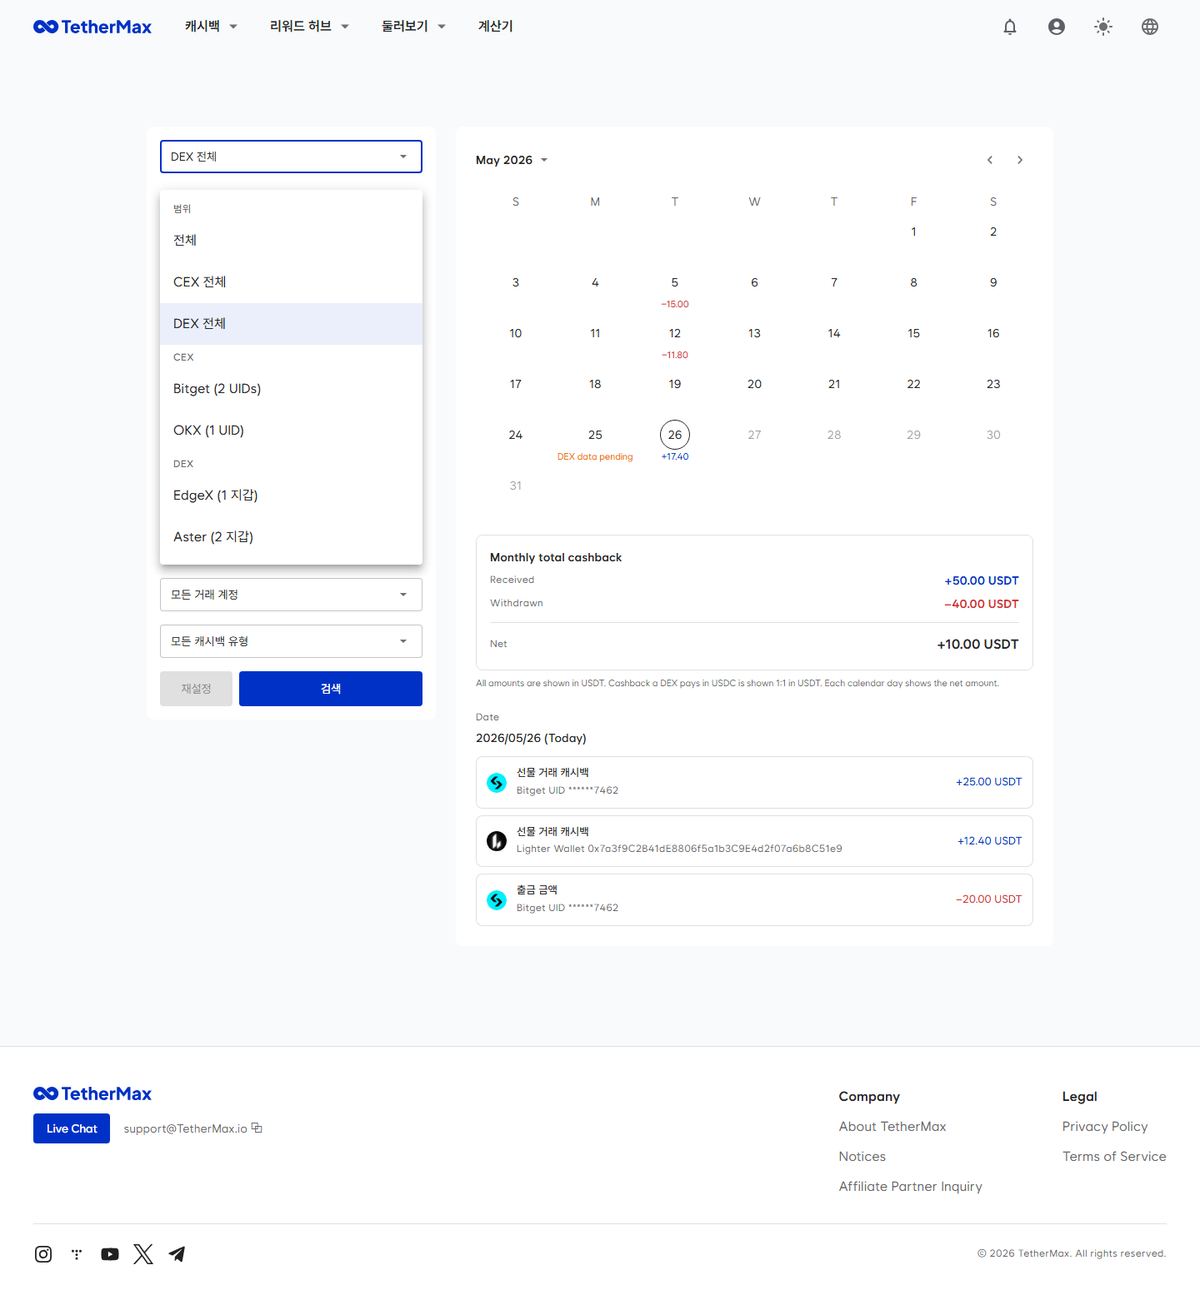 TetherMax 캐시백 리워드 허브 둘러보기 계산기
DEX 전체
범위
전체
CEX 전체
DEX 전체
CEX
Bitget (2 UIDs)
OKX (1 UID)
DEX
EdgeX (1 지갑)
Aster (2 지갑)
모든 거래 계정
모든 캐시백 유형
재설정 검색
May 2026
S M T W T F S
1 2
3 4 5 6 7 8 9
−15.00
10 11 12 13 14 15 16
−11.80
17 18 19 20 21 22 23
24 25 26 27 28 29 30
DEX data pending +17.40
31
Monthly total cashback
Received +50.00 USDT
Withdrawn −40.00 USDT
Net +10.00 USDT
All amounts are shown in USDT. Cashback a DEX pays in USDC is shown 1:1 in USDT. Each calendar day shows the net amount.
Date
2026/05/26 (Today)
선물 거래 캐시백
Bitget UID ******7462
+25.00 USDT
선물 거래 캐시백
Lighter Wallet 0x7a3f9C2B41dE8806f5a1b3C9E4d2f07a6b8C51e9
+12.40 USDT
출금 금액
Bitget UID ******7462
−20.00 USDT
TetherMax
Live Chat support@TetherMax.io
Company
About TetherMax
Notices
Affiliate Partner Inquiry
Legal
Privacy Policy
Terms of Service
© 2026 TetherMax. All rights reserved.